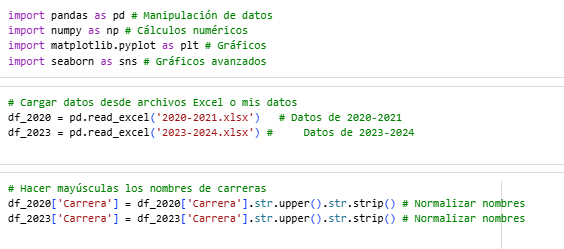 import pandas as pd # Manipulación de datos
import numpy as np # Cálculos numéricos
import matplotlib.pyplot as plt # Gráficos
import seaborn as sns # Gráficos avanzados
# Cargar datos desde archivos Excel o mis datos
df_2020 = pd.read_excel('2020-2021.xlsx')   # Datos de 2020-2021
df_2023 = pd.read_excel('2023-2024.xlsx') #     Datos de 2023-2024
# Hacer mayúsculas los nombres de carreras
df_2020['Carrera'] = df_2020['Carrera'].str.upper().str.strip() # Normalizar nombres
df_2023['Carrera'] = df_2023['Carrera'].str.upper().str.strip() # Normalizar nombres